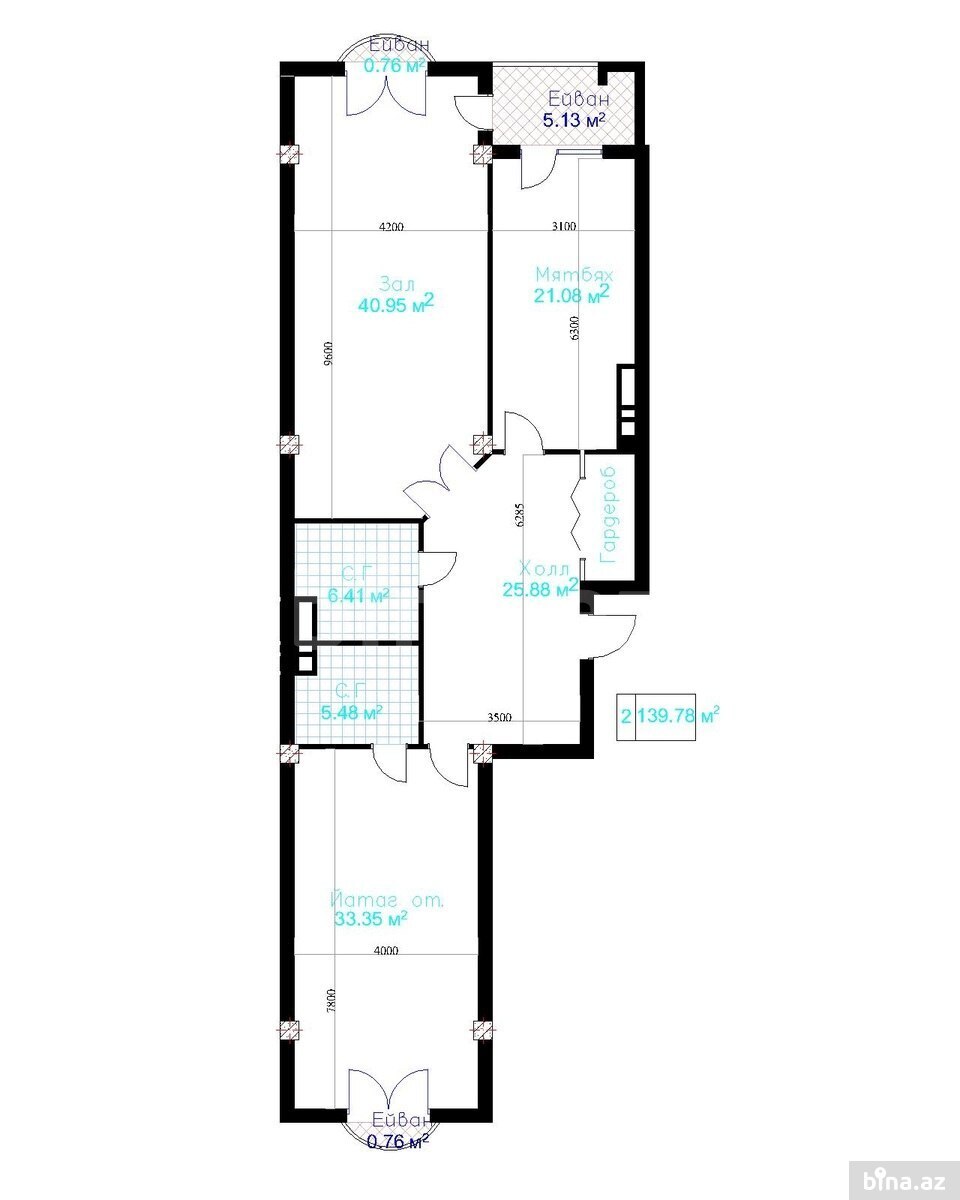 Ейван
0.76 м²
Ейван
5.13 м²
4200
3100
Зал
40.95 м²
Мятбях
21.08 м²
9600
6300
6285
Гардероб
С.Г
6.41 м²
Холл
25.88 м²
С.Г
5.48 м²
3500
2 139.78 м²
Йатаг от.
33.35 м²
4000
7800
Ейван
0.76 м²
bina.az